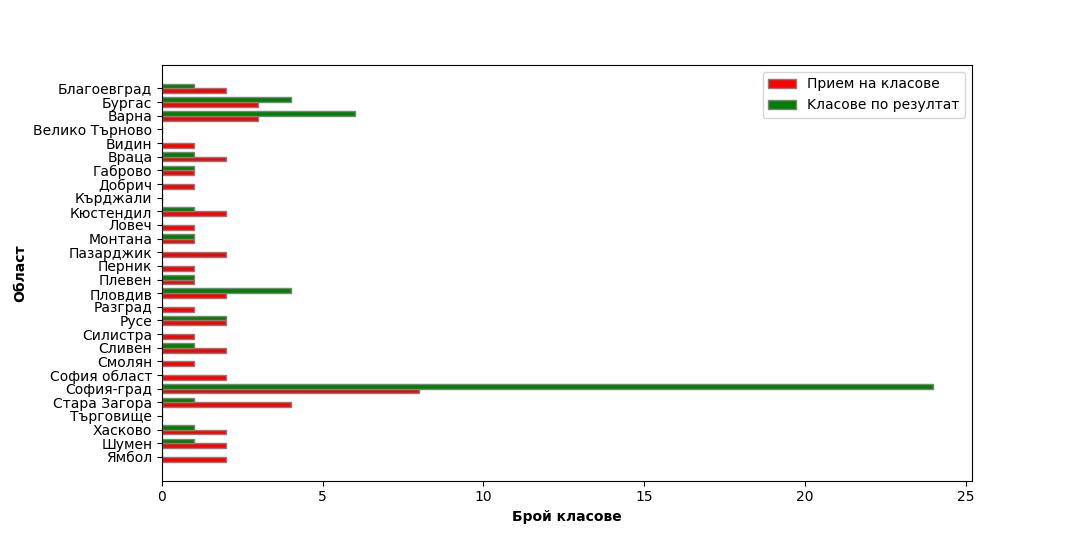 Прием на класове
Класове по резултат
Благоевград
Бургас
Варна
Велико Търново
Видин
Враца
Габрово
Добрич
Кърджали
Кюстендил
Ловеч
Монтана
Пазарджик
Перник
Плевен
Пловдив
Разград
Русе
Силистра
Сливен
Смолян
София област
София-град
Стара Загора
Търговище
Хасково
Шумен
Ямбол
Област
0 5 10 15 20 25
Брой класове